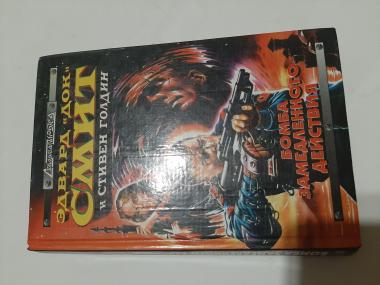 ЭДВАРД "ДОК"
СМИТ
И СТИВЕН ГОЛДИН
БОМБА
ЗАМЕДЛЕННОГО
ДЕЙСТВИЯ